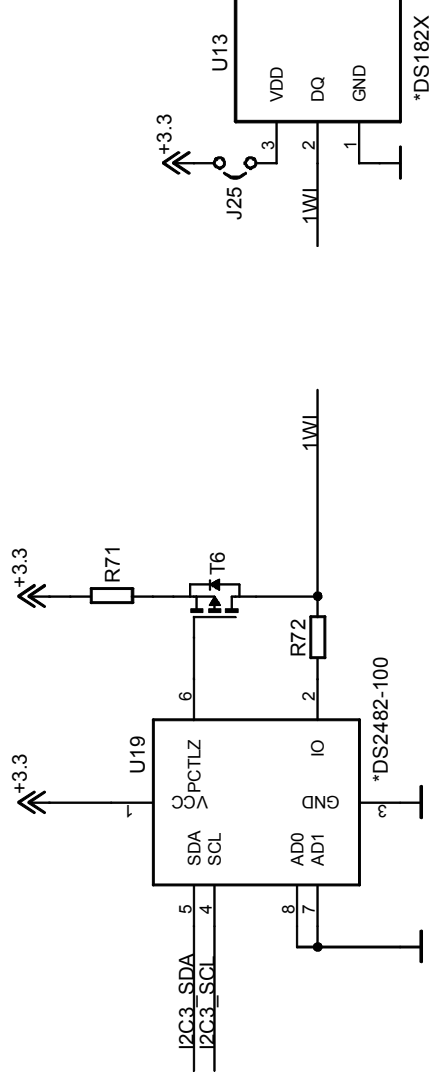 +3.3
U13
VDD
DQ
GND
3
2
1
J25
1WI
*DS182X
+3.3
R71
T6
1WI
R72
+3.3
U19
1
VCC
PCTLZ
6
SDA
SCL
IO
2
AD0
AD1
GND
3
*DS2482-100
5
4
8
7
I2C3_SDA
I2C3_SCL